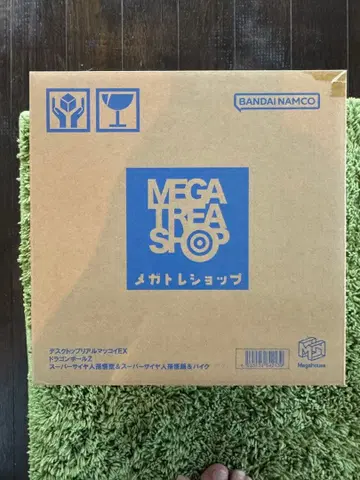 BANDAI NAMCO
MEGA
TREA
SHOP
メガトレショップ
デスクトップリアルマッコイEX
ドラゴンボールZ
スーパーサイヤ人孫悟空&スーパーサイヤ人孫悟飯&バイク
MegaHouse